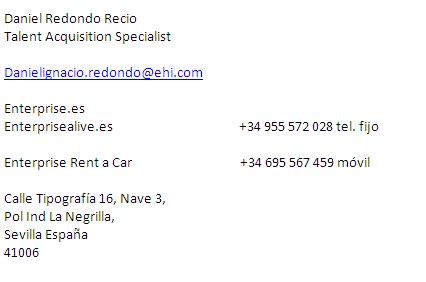 Daniel Redondo Recio
Talent Acquisition Specialist
Danielignacio.redondo@ehi.com
Enterprise.es
Enterprisealive.es +34 955 572 028 tel. fijo
Enterprise Rent a Car +34 695 567 459 móvil
Calle Tipografía 16, Nave 3,
Pol Ind La Negrilla,
Sevilla España
41006